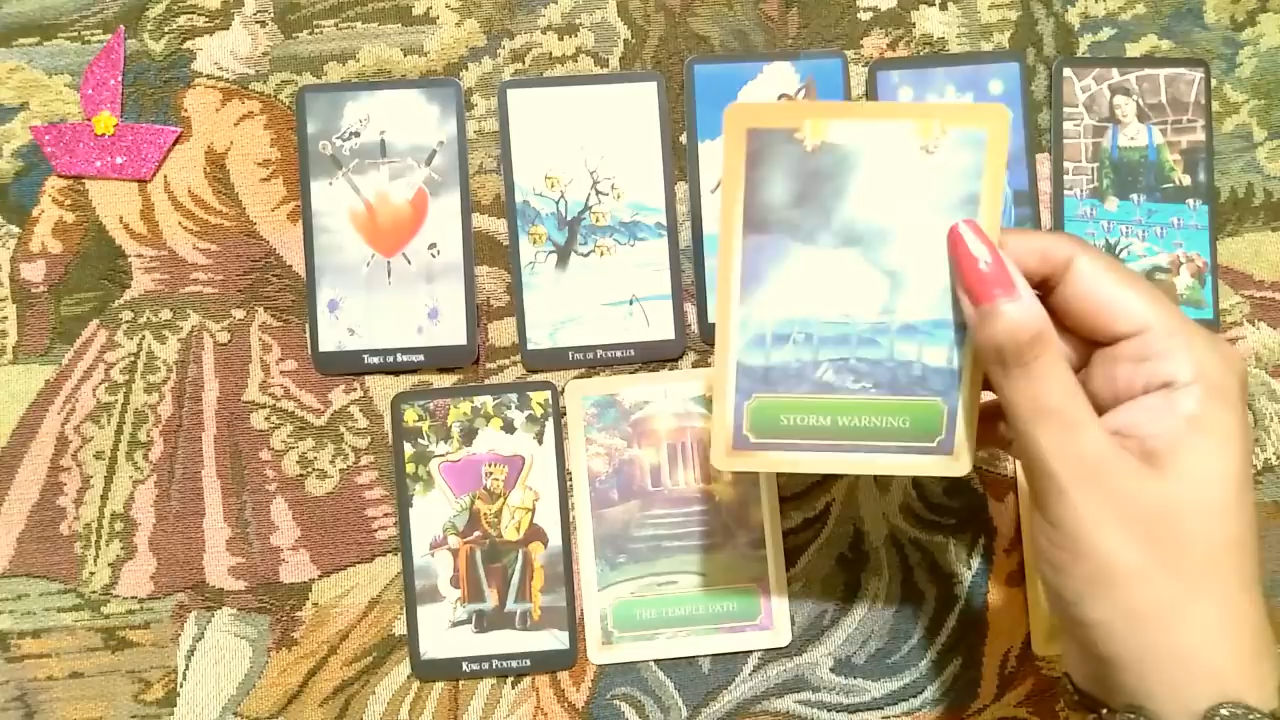 THREE OF SWORDS
FIVE OF PENTACLES
STORM WARNING
THE TEMPLE PATH
KING OF PENTACLES